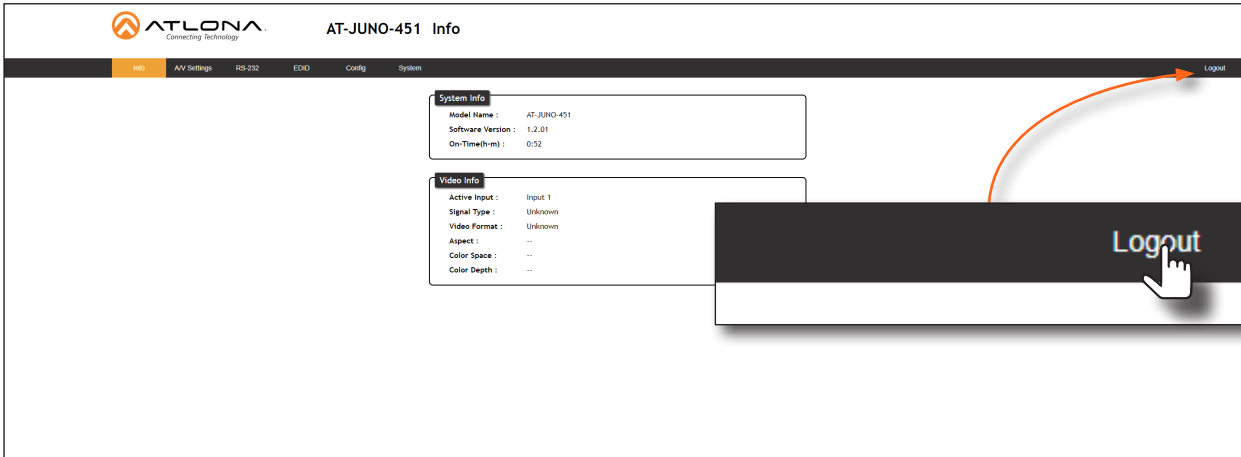 ATLONA.
Connecting Technology
AT-JUNO-451 Info
Info A/V Settings RS-232 EDID Config System Logout
System Info
Model Name : AT-JUNO-451
Software Version : 1.2.01
On-Time(h-m) : 0:52
Video Info
Active Input : Input 1
Signal Type : Unknown
Video Format : Unknown
Aspect : --
Color Space : --
Color Depth : --
Logout